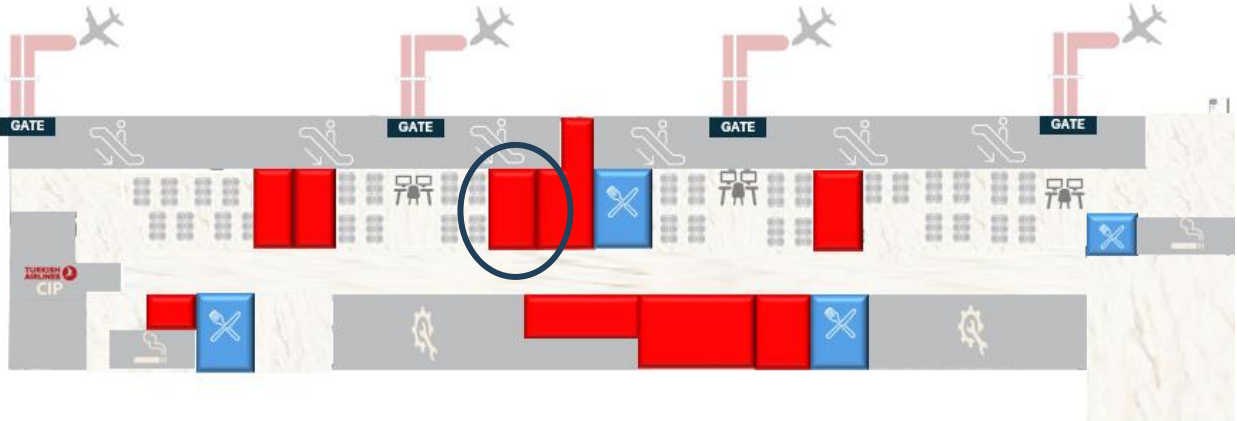 GATE
GATE
GATE
GATE
TURKISH
AIRLINES
CIP